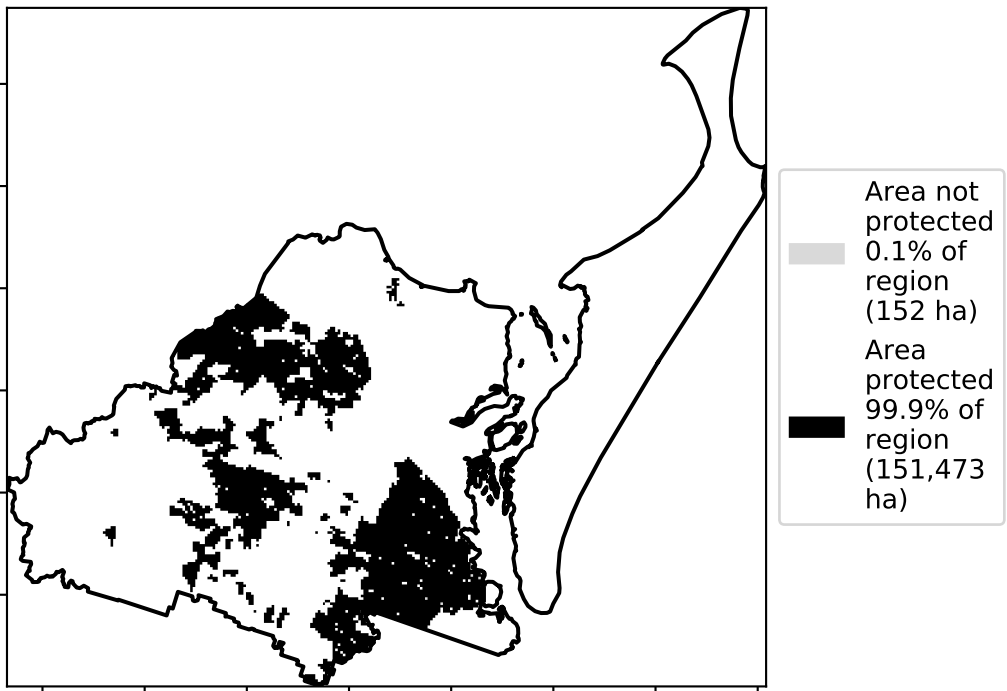 Area not
protected
0.1% of
region
(152 ha)
Area
protected
99.9% of
region
(151,473
ha)